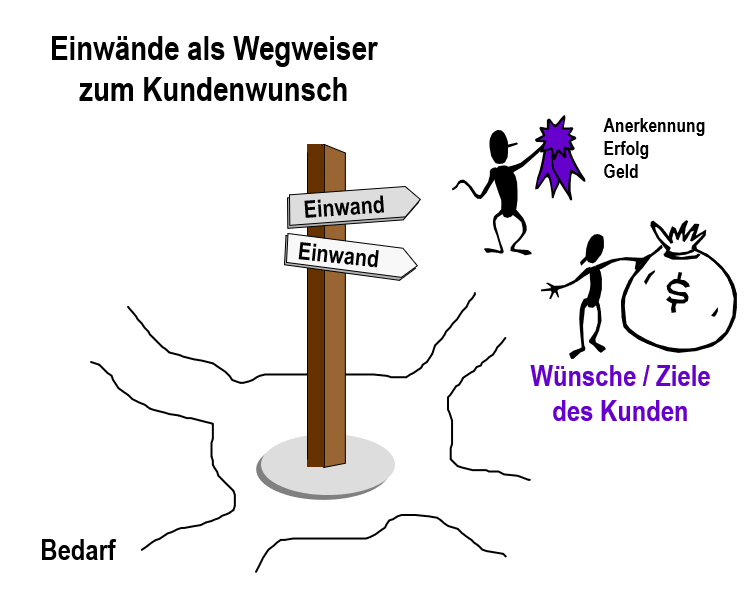 Einwände als Wegweiser
zum Kundenwunsch
Anerkennung
Erfolg
Geld
Einwand
Einwand
$
Wünsche / Ziele
des Kunden
Bedarf